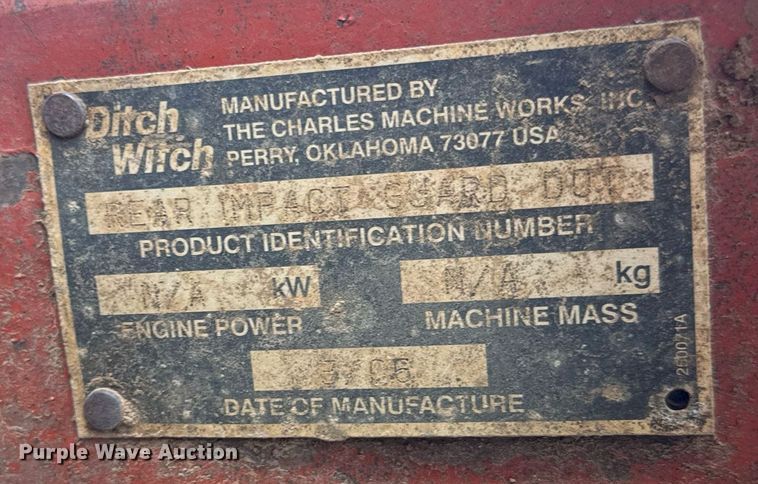 Ditch Witch
MANUFACTURED BY
THE CHARLES MACHINE WORKS, INC.
PERRY, OKLAHOMA 73077 USA
REAR IMPACT GUARD DOT
PRODUCT IDENTIFICATION NUMBER
N/A kW
N/A kg
ENGINE POWER
MACHINE MASS
DATE OF MANUFACTURE
Purple Wave Auction